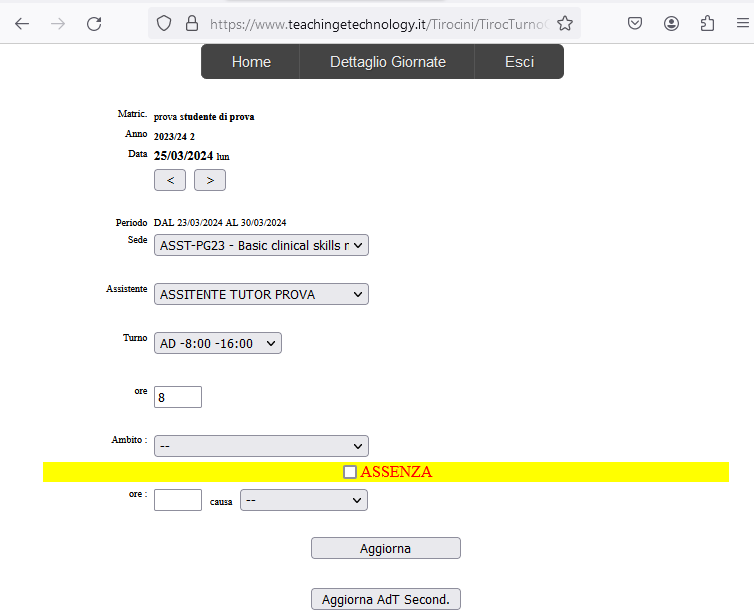 https://www.teachingetechnology.it/Tirocini/TirocTurno
Home Dettaglio Giornate Esci
Matric. prova studente di prova
Anno 2023/24 2
Data 25/03/2024 lun
< >
Periodo DAL 23/03/2024 AL 30/03/2024
Sede ASST-PG23 - Basic clinical skills r
Assistente ASSITENTE TUTOR PROVA
Turno AD -8:00 -16:00
ore 8
Ambito : --
ASSENZA
ore : causa --
Aggiorna
Aggiorna AdT Second.